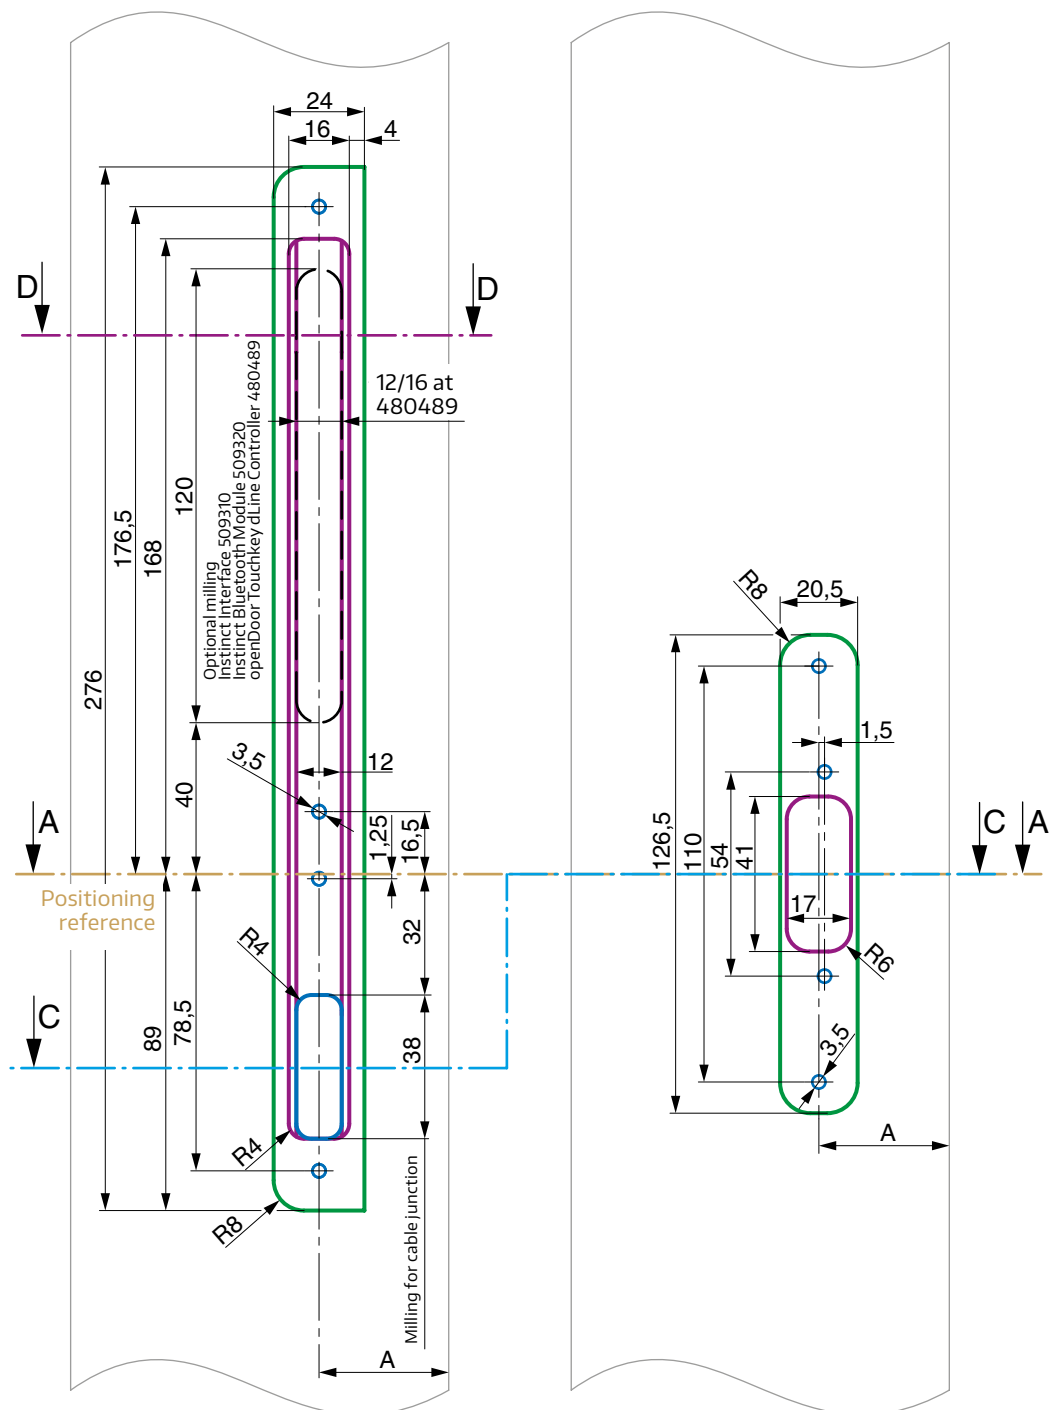 24
16
4
276
176,5
168
120
D
D
12/16 at
480489
Optional milling
Instinct Interface 509310
Instinct Bluetooth Module 509320
openDoor Touchkey dLine Controller 480489
40
3,5
12
1,25
16,5
A
Positioning
reference
R4
32
C
89
78,5
38
R4
R8
Milling for cable junction
A
R8
20,5
1,5
126,5
110
54
41
17
C
A
R6
3,5
A